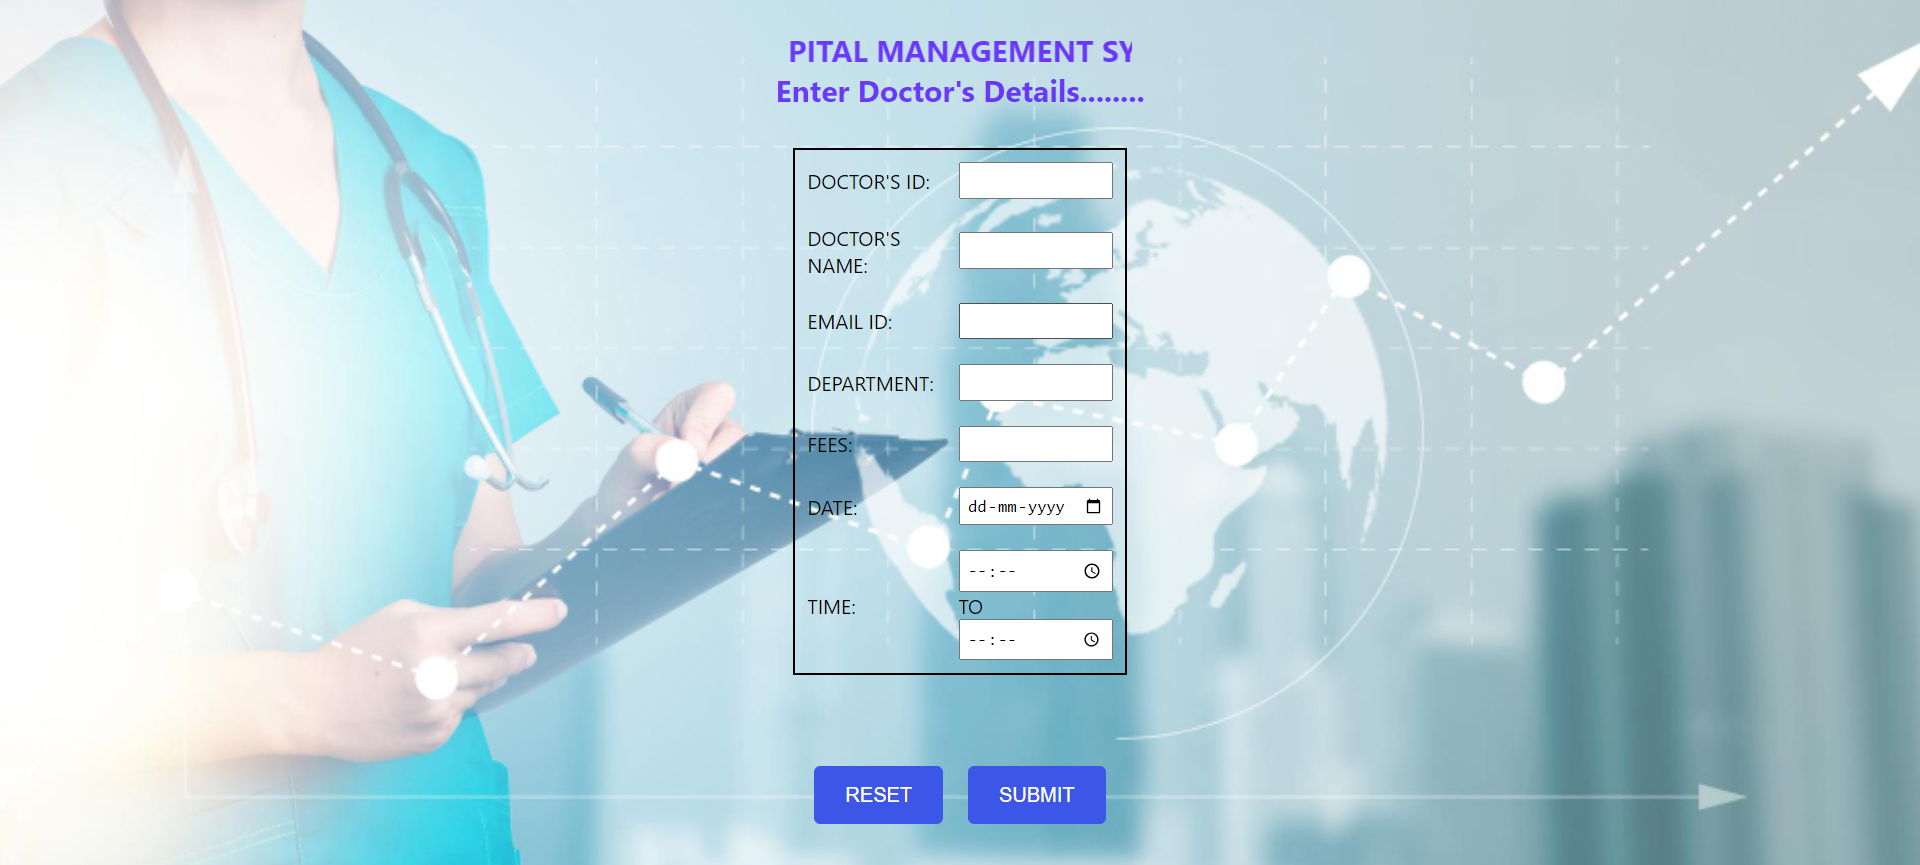 PITAL MANAGEMENT SY
Enter Doctor's Details........
DOCTOR'S ID:
DOCTOR'S
NAME:
EMAIL ID:
DEPARTMENT:
FEES:
DATE: dd-mm-yyyy
--:--
TIME: TO
--:--
RESET SUBMIT